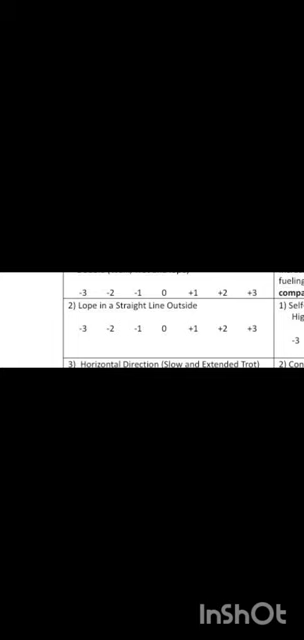 -3 -2 -1 0 +1 +2 +3
2) Lope in a Straight Line Outside
-3 -2 -1 0 +1 +2 +3
3) Horizontal Direction (Slow and Extended Trot)
fueling
compa
1) Self
Hig
-3
2) Con
InShOt